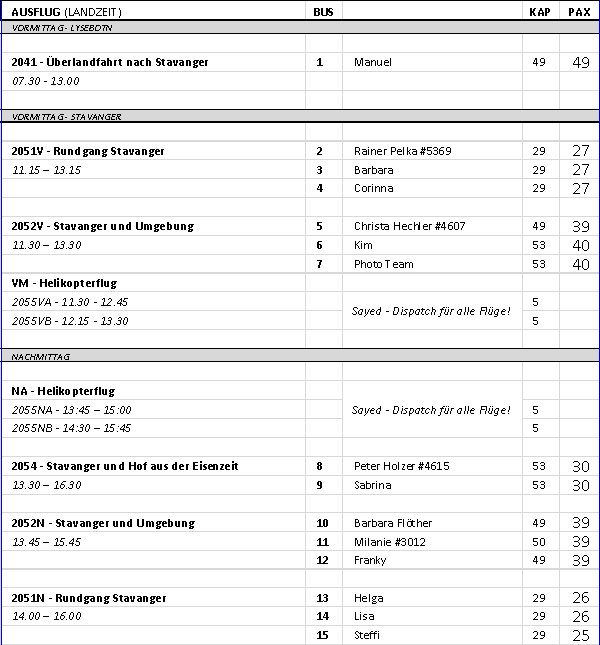 AUSFLUG (LANDZEIT) BUS KAP PAX
VORMITTAG- LYSEBOTN
2041 - Überlandfahrt nach Stavanger 1 Manuel 49 49
07.30 - 13.00
VORMITTAG- STAVANGER
2051V - Rundgang Stavanger 2 Rainer Pelka #5369 29 27
11.15 – 13.15 3 Barbara 29 27
4 Corinna 29 27
2052V - Stavanger und Umgebung 5 Christa Hechler #4607 49 39
11.30 – 13.30 6 Kim 53 40
7 Photo Team 53 40
VM - Helikopterflug
2055VA - 11.30 - 12.45 5
Sayed - Dispatch für alle Flüge!
2055VB - 12.15 - 13.30 5
NACHMITTAG
NA - Helikopterflug
2055NA - 13:45 – 15:00 Sayed - Dispatch für alle Flüge! 5
2055NB - 14:30 – 15:45 5
2054 - Stavanger und Hof aus der Eisenzeit 8 Peter Holzer #4615 53 30
13.30 – 16.30 9 Sabrina 53 30
2052N - Stavanger und Umgebung 10 Barbara Flöther 49 39
13.45 – 15.45 11 Milanie #3012 50 39
12 Franky 49 39
2051N - Rundgang Stavanger 13 Helga 29 26
14.00 – 16.00 14 Lisa 29 26
15 Steffi 29 25